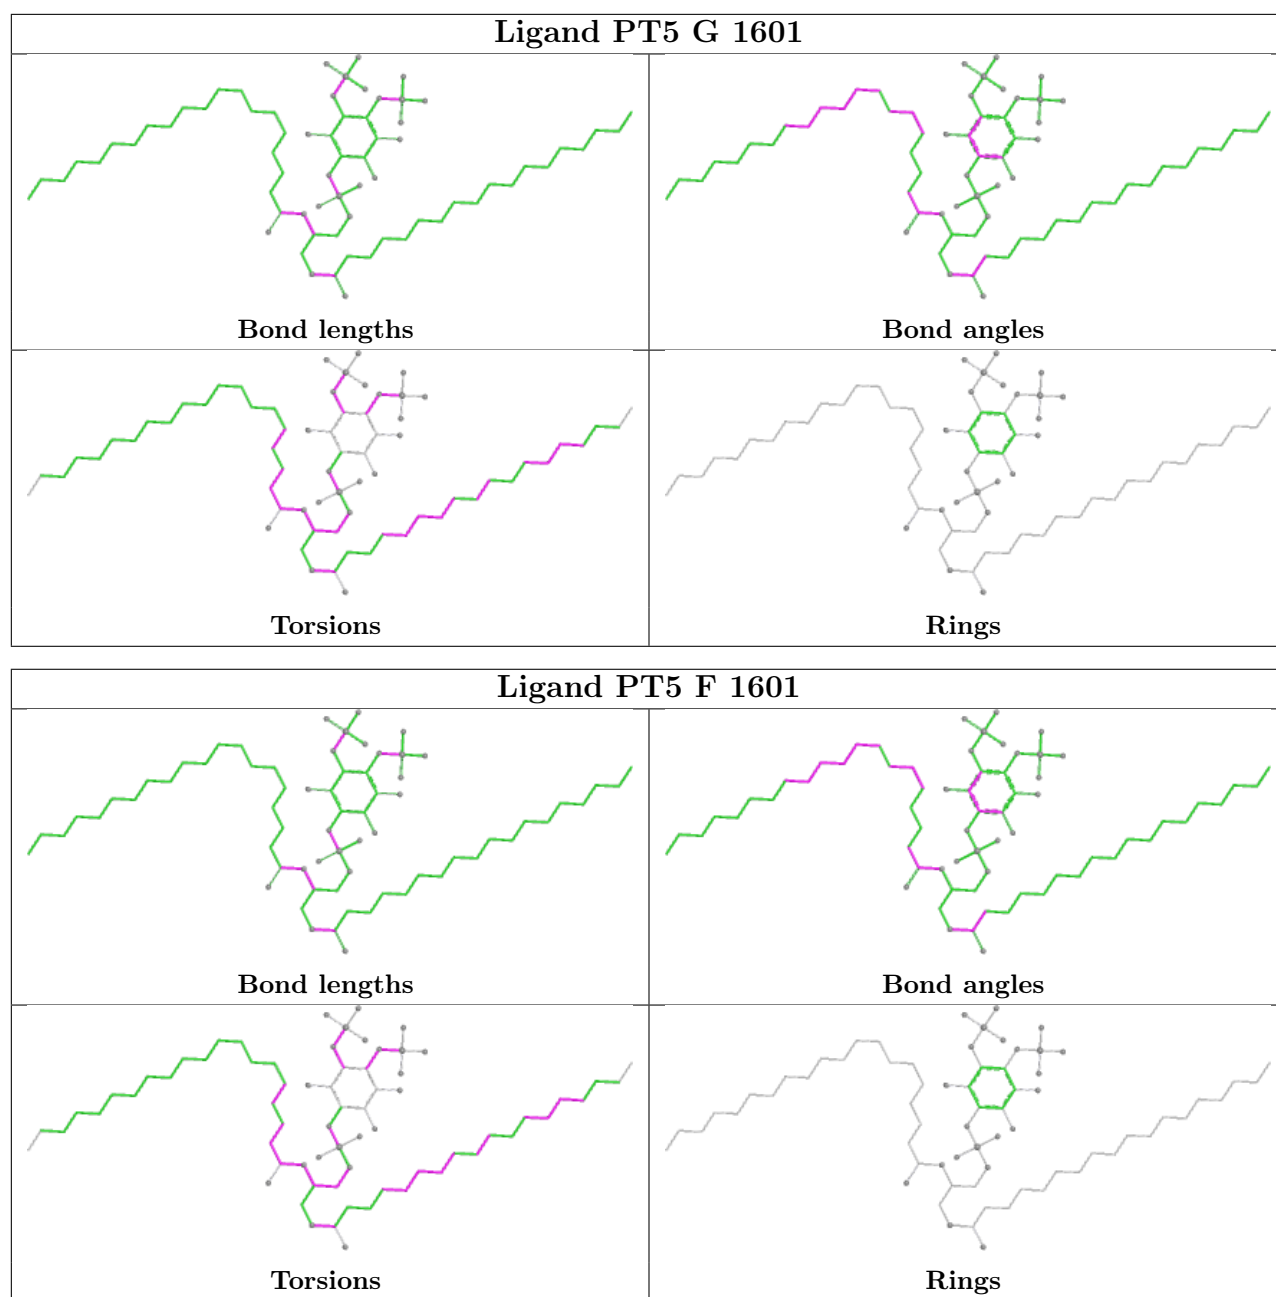 Ligand PT5 G 1601
Bond lengths
Bond angles
Torsions
Rings
Ligand PT5 F 1601
Bond lengths
Bond angles
Torsions
Rings